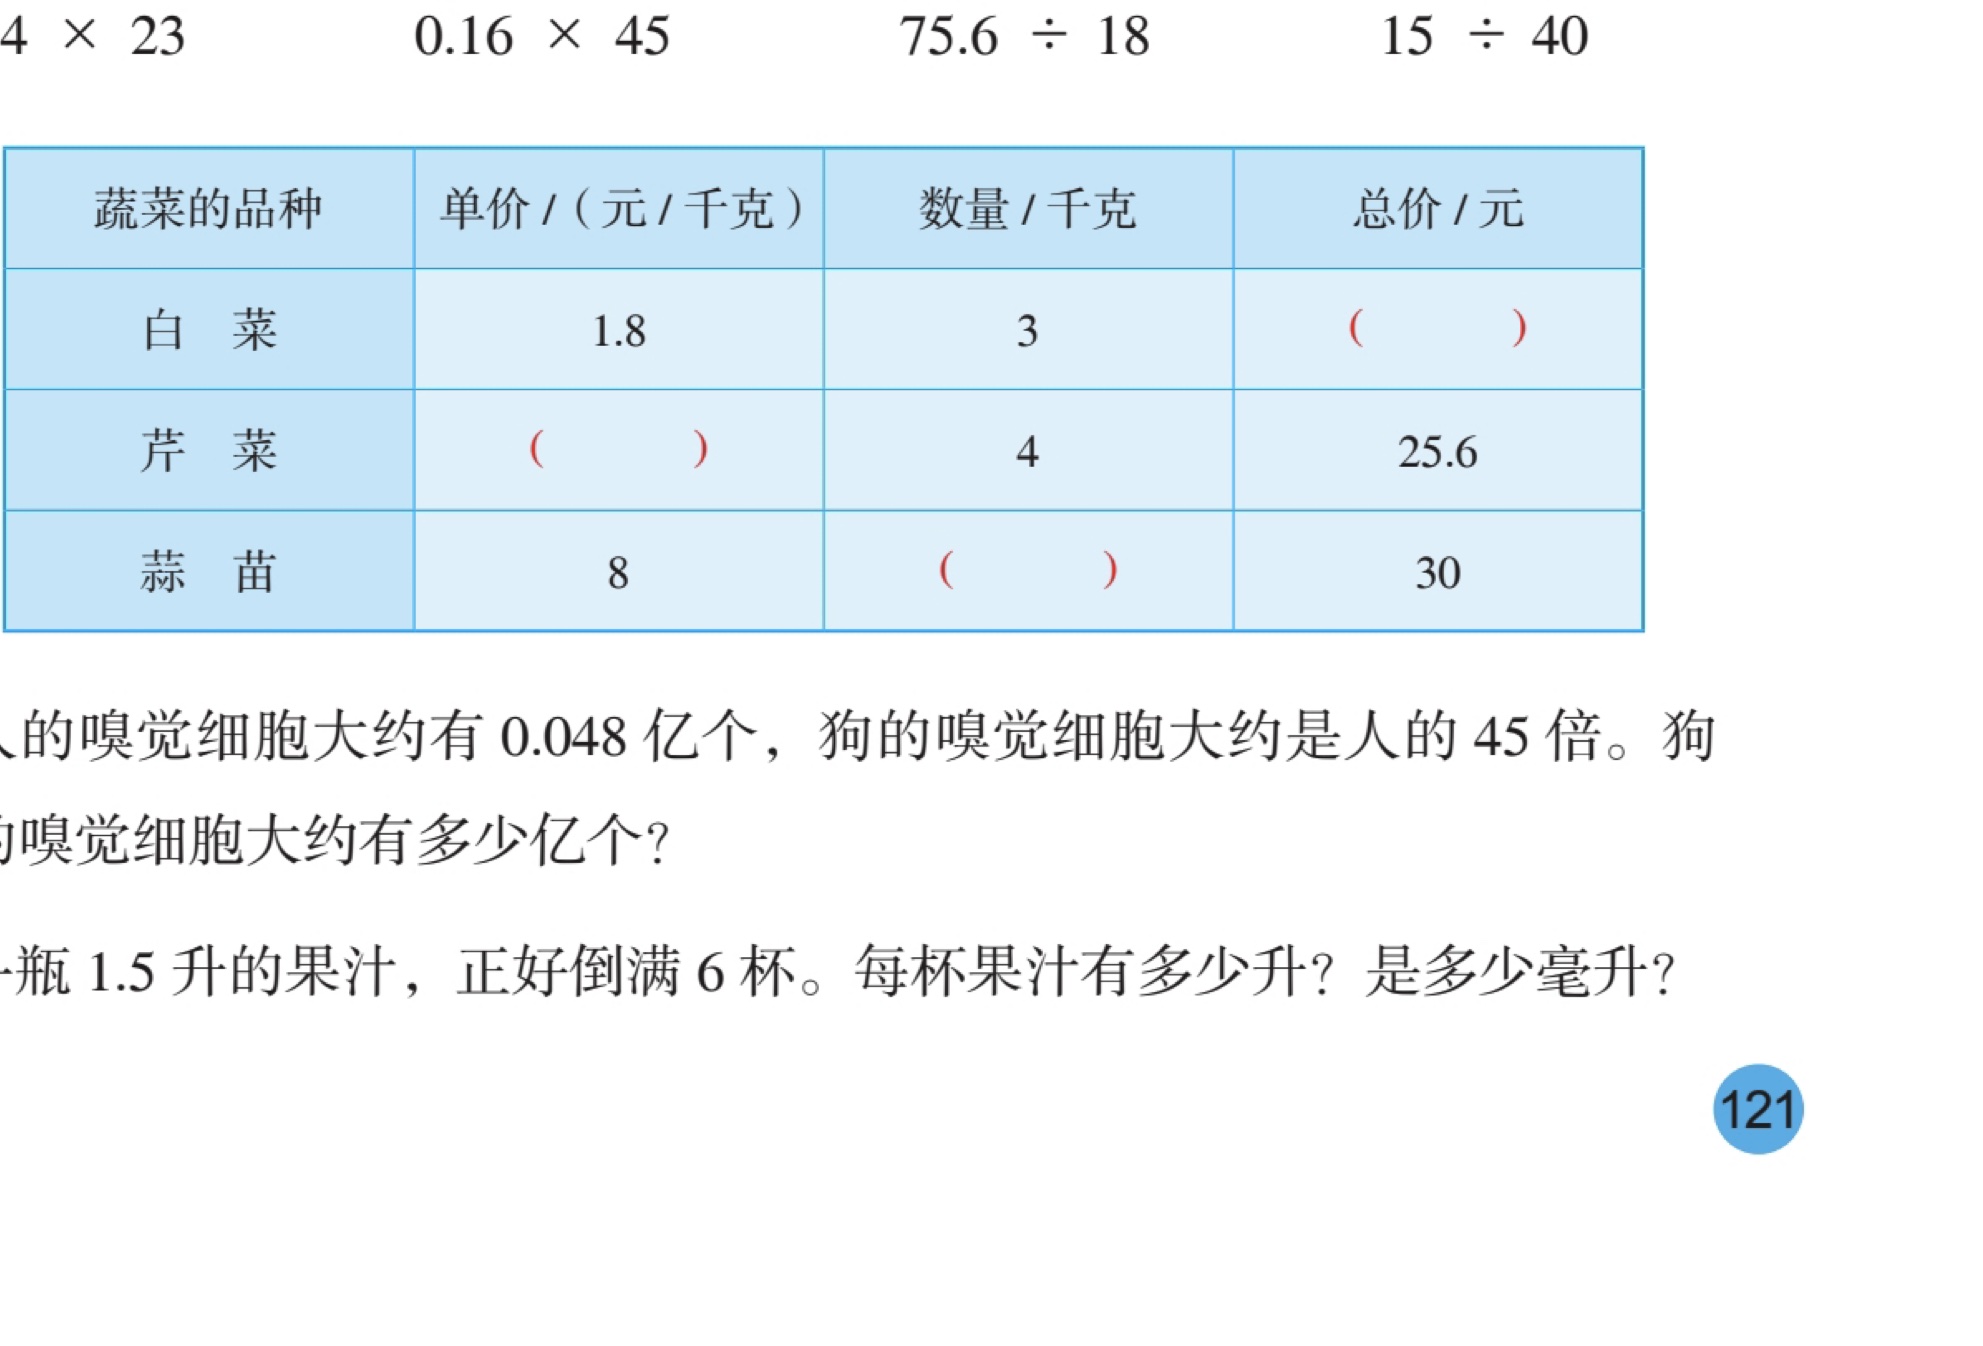 4 × 23 0.16 × 45 75.6 ÷ 18 15 ÷ 40
蔬菜的品种 单价 /（元 / 千克） 数量 / 千克 总价 / 元
白 菜 1.8 3 ( )
芹 菜 ( ) 4 25.6
蒜 苗 8 ( ) 30
的嗅觉细胞大约有 0.048 亿个，狗的嗅觉细胞大约是人的 45 倍。狗
嗅觉细胞大约有多少亿个？
瓶 1.5 升的果汁，正好倒满 6 杯。每杯果汁有多少升？是多少毫升？
121